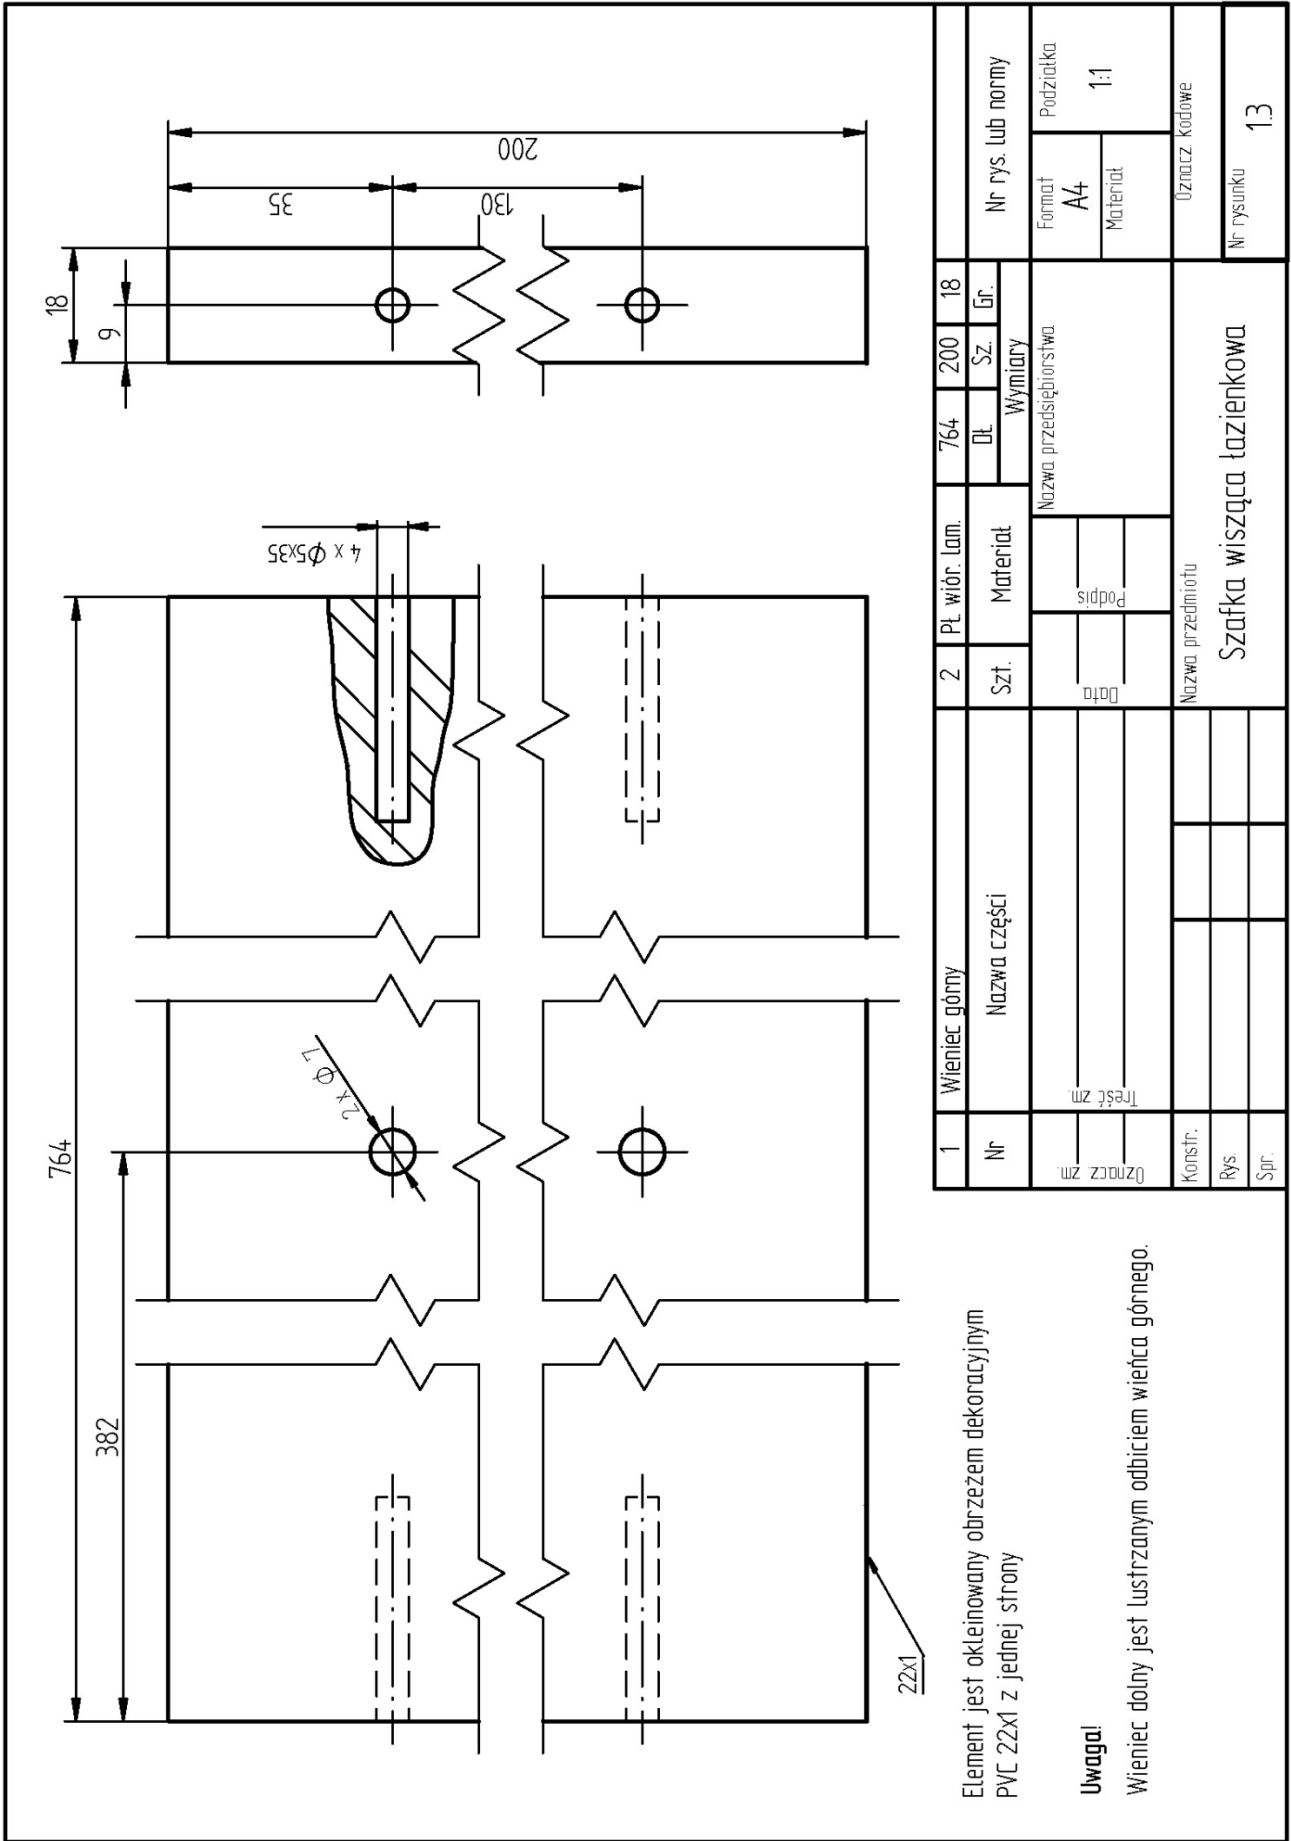 764
382
2 x ϕ 7
4 x ϕ5x35
18
9
35
130
200
22x1
Element jest okleinowany obrzeżem dekoracyjnym
PVC 22x1 z jednej strony
Uwaga!
Wieniec dolny jest lustrzanym odbiciem wieńca górnego.
1 Wieniec górny 2 Pł. wiór. lam. 764 200 18
Nr Nazwa części Szt. Materiał Dł. Sz. Gr. Nr rys. lub normy
Wymiary
Oznacz. zm. Treść zm. Data Podpis
Nazwa przedsiębiorstwa
Format
A4
Podziałka
1:1
Materiał
Konstr.
Rys.
Spr.
Nazwa przedmiotu
Szafka wisząca łazienkowa
Oznacz. kodowe
Nr rysunku
1.3